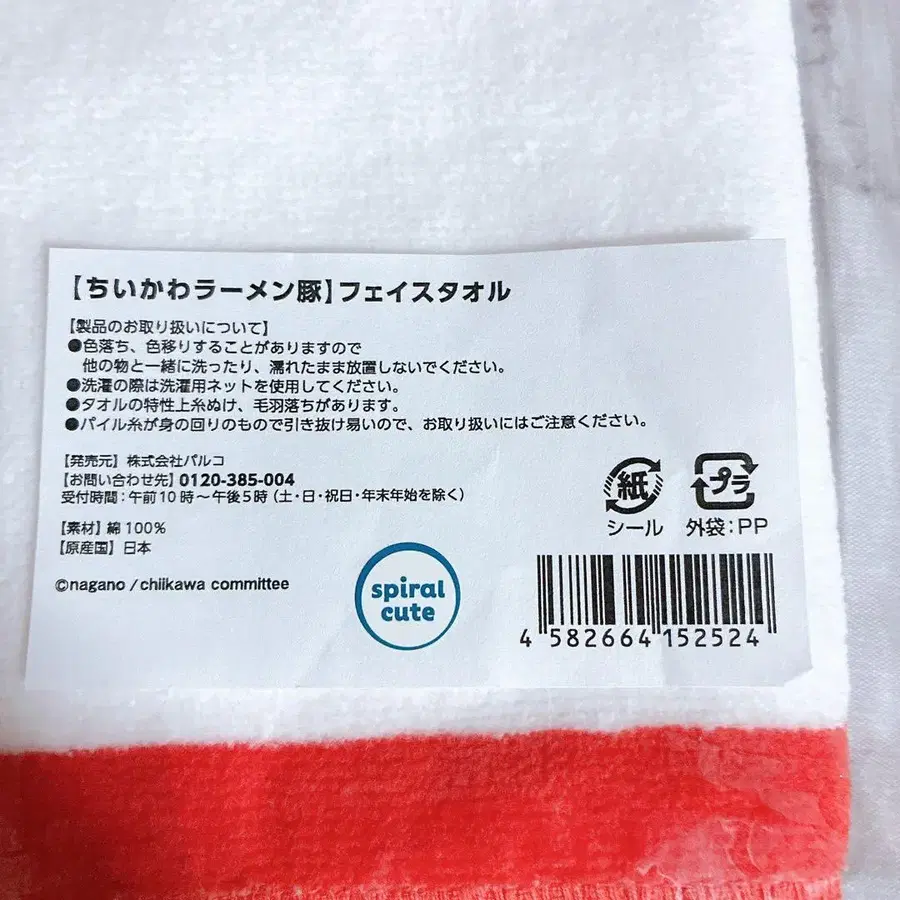 【ちいかわラーメン豚】フェイスタオル
【製品のお取り扱いについて】
●色落ち、色移りすることがありますので
他の物と一緒に洗ったり、濡れたまま放置しないでください。
●洗濯の際は洗濯用ネットを使用してください。
●タオルの特性上糸ぬけ、毛羽落ちがあります。
●パイル糸が身の回りのもので引き抜け易いので、お取り扱いにはご注意ください。
【発売元】株式会社パルコ
【お問い合わせ先】0120-385-004
受付時間:午前10時~午後5時(土・日・祝日・年末年始を除く)
【素材】綿100%
【原産国】日本
©nagano / chiikawa committee
spiral
cute
紙
シール
プラ
外袋:PP
4 582664 152524